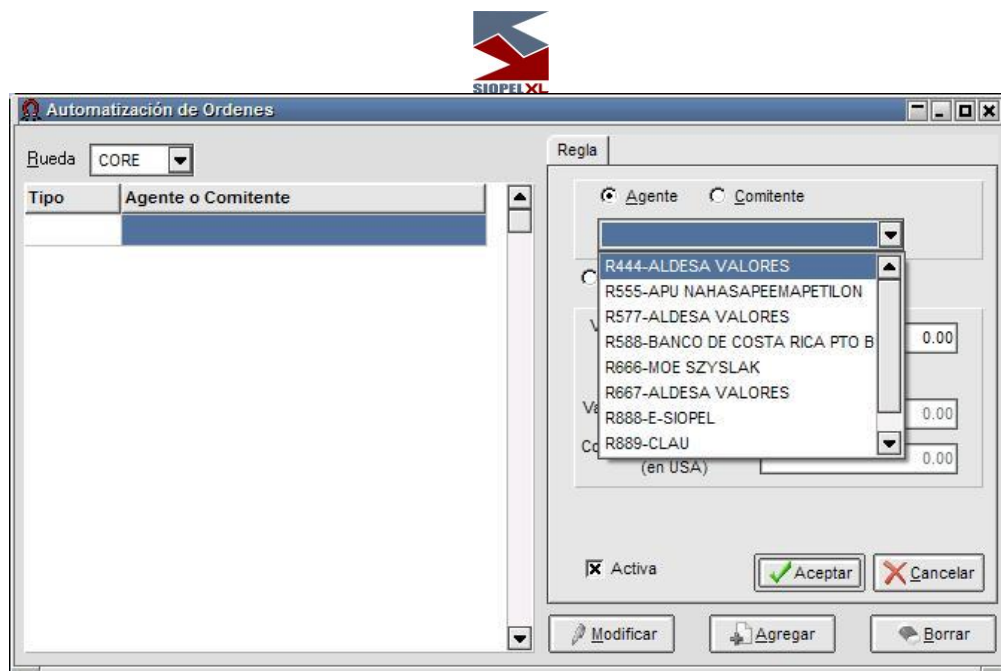 SIOPELXL
Automatización de Ordenes
Rueda CORE
Tipo Agente o Comitente
Regla
Agente Comitente
R444-ALDESA VALORES
R555-APU NAHASAPEEMAPETILON
R577-ALDESA VALORES
R588-BANCO DE COSTA RICA PTO B
R666-MOE SZYSLAK
R667-ALDESA VALORES
R888-E-SIOPEL
R889-CLAU
0.00
0.00
(en USA) 0.00
Activa
Aceptar Cancelar
Modificar Agregar Borrar